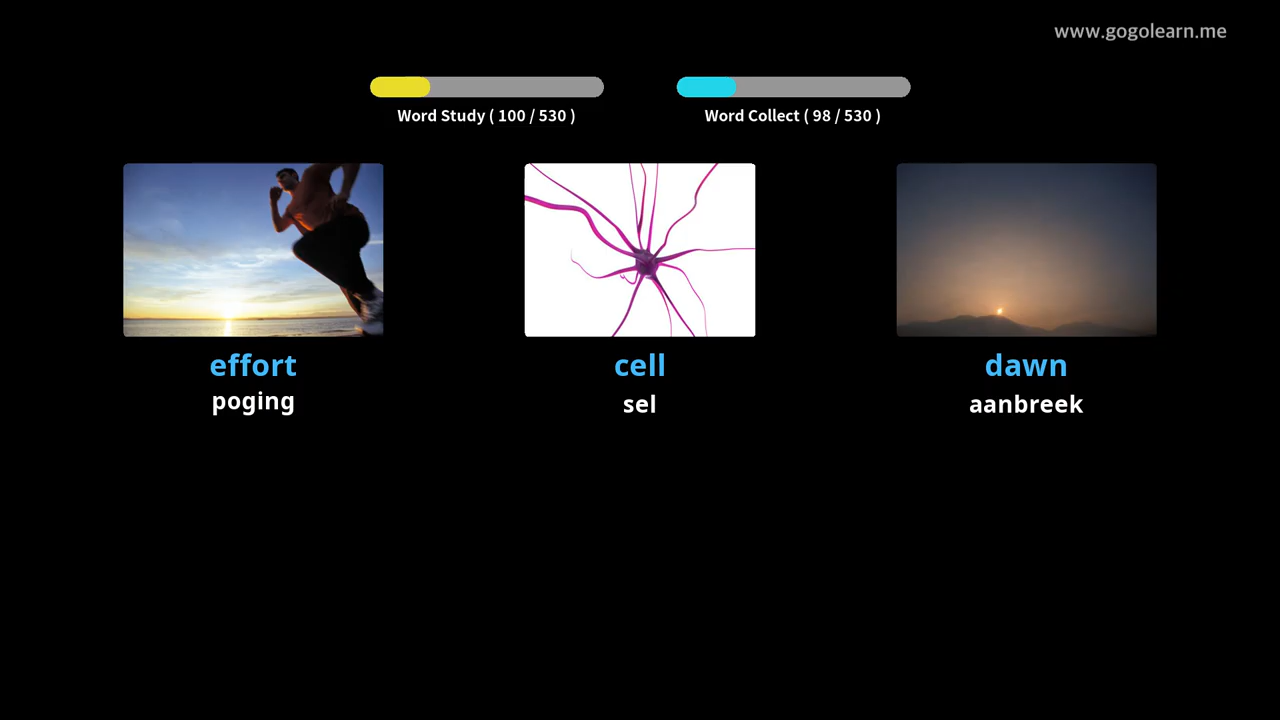 www.gogolearn.me
Word Study ( 100 / 530 )
Word Collect ( 98 / 530 )
effort
poging
cell
sel
dawn
aanbreek